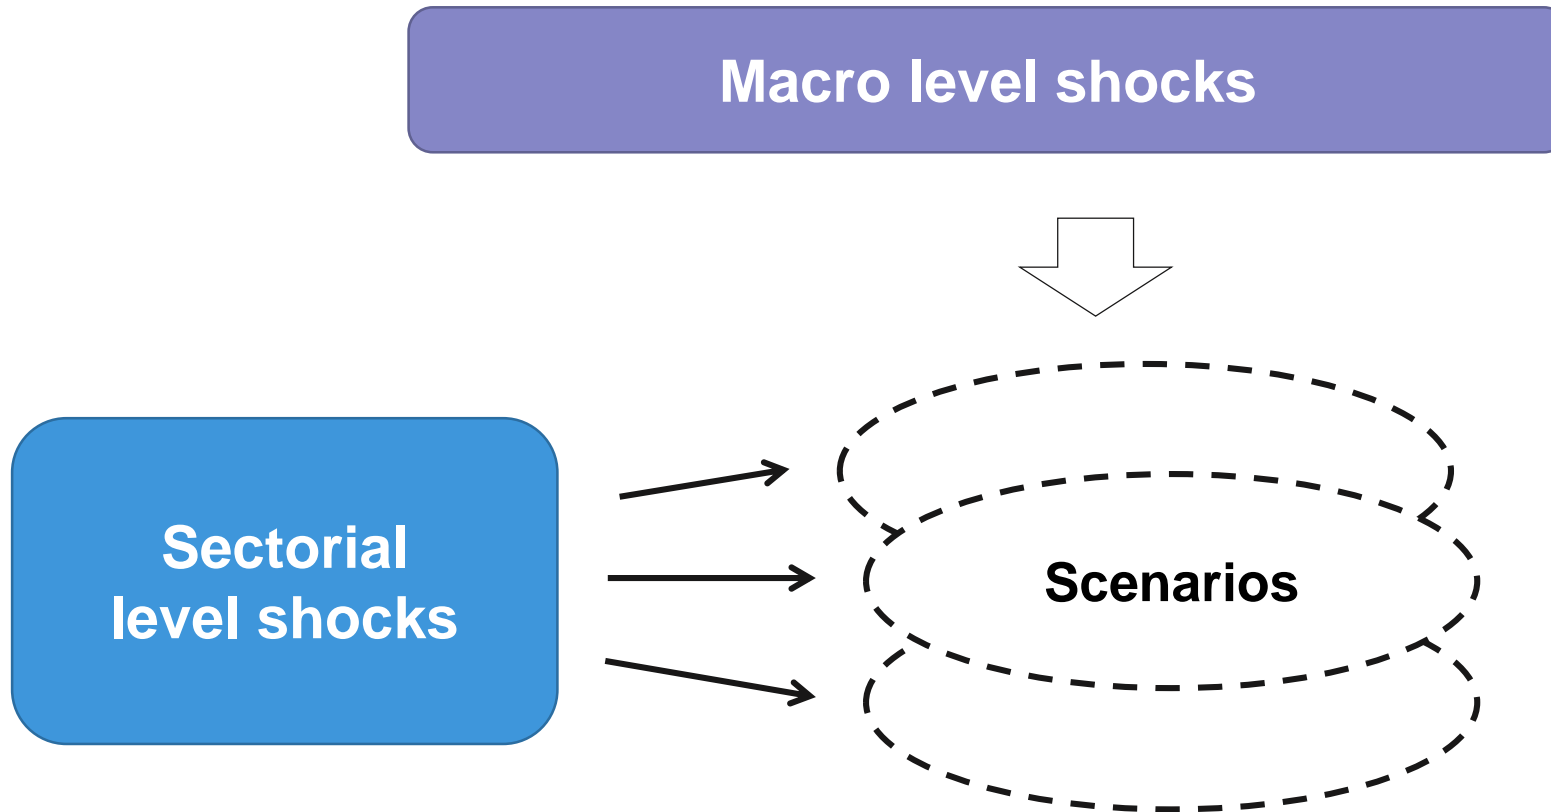 Macro level shocks
Sectorial
level shocks
Scenarios